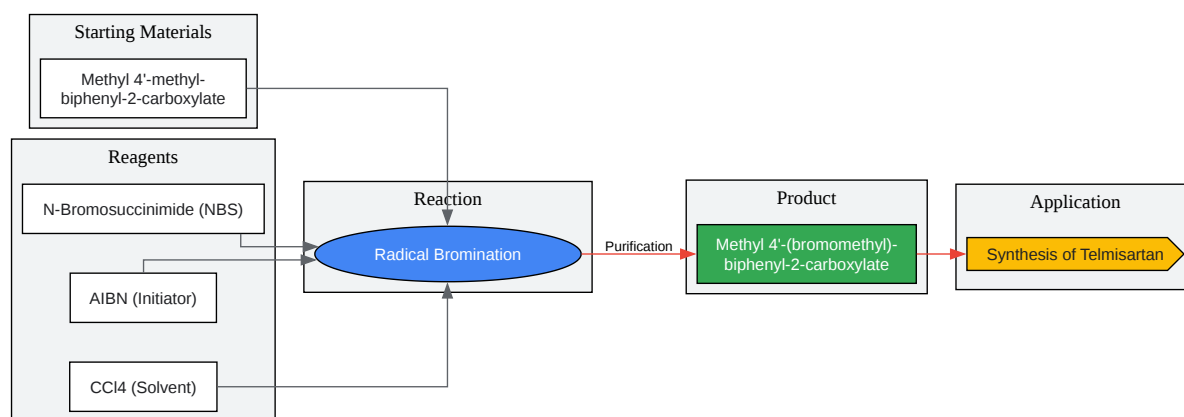 Starting Materials
Methyl 4'-methyl-
biphenyl-2-carboxylate
Reagents
N-Bromosuccinimide (NBS)
AIBN (Initiator)
CCl4 (Solvent)
Reaction
Radical Bromination
Purification
Product
Methyl 4'-(bromomethyl)-
biphenyl-2-carboxylate
Application
Synthesis of Telmisartan